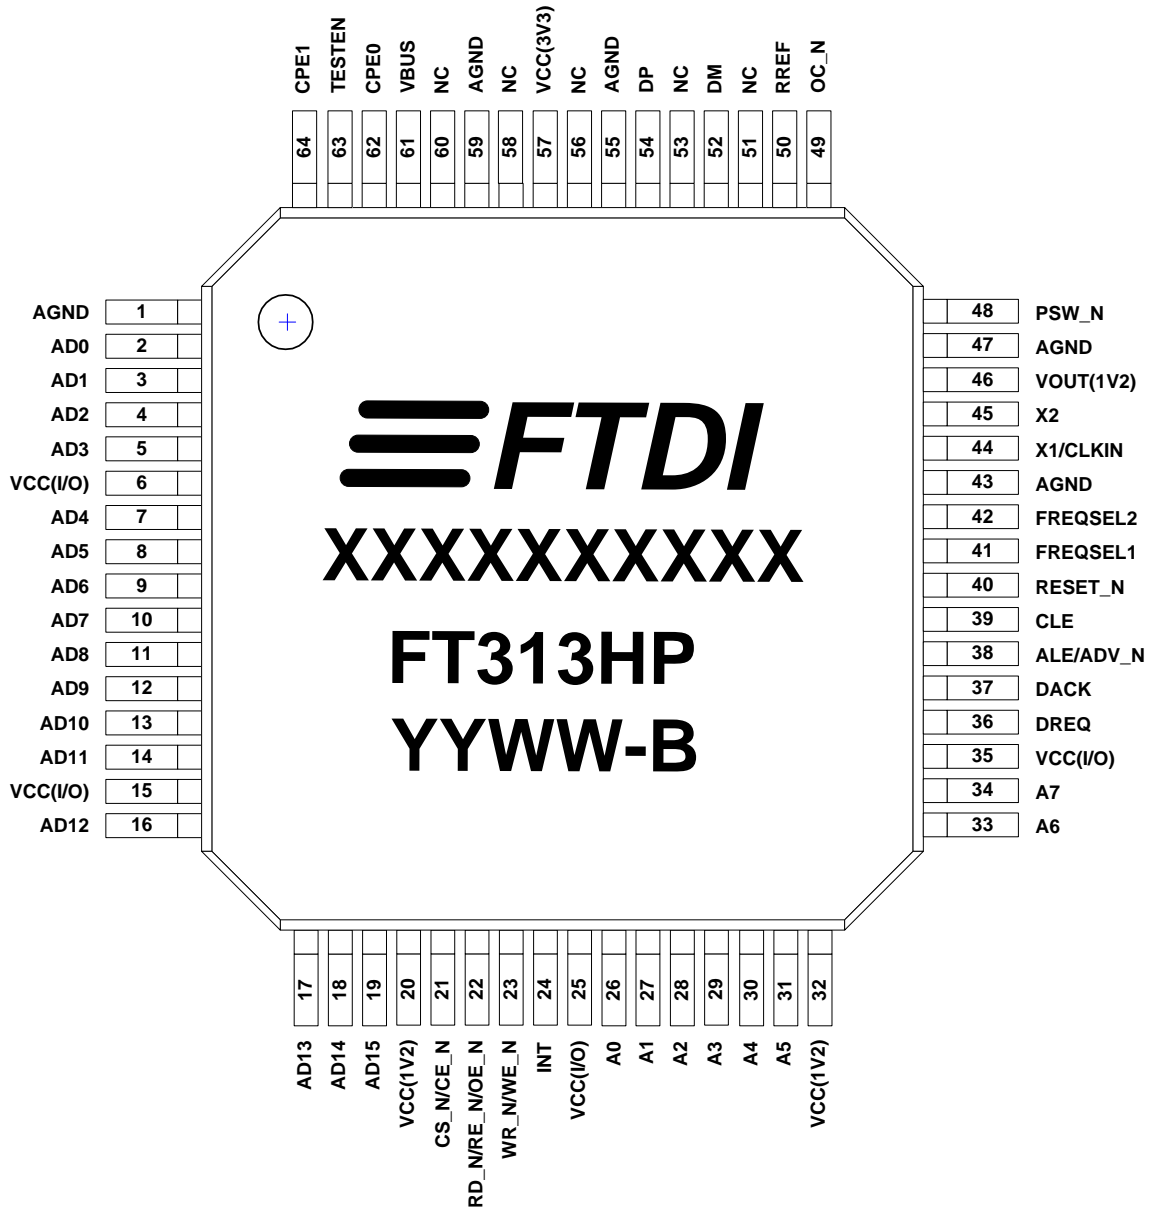 CPE1
TESTEN
CPE0
VBUS
NC
AGND
NC
VCC(3V3)
NC
AGND
DP
NC
DM
NC
RREF
OC_N
64
63
62
61
60
59
58
57
56
55
54
53
52
51
50
49
AGND 1
AD0 2
AD1 3
AD2 4
AD3 5
VCC(I/O) 6
AD4 7
AD5 8
AD6 9
AD7 10
AD8 11
AD9 12
AD10 13
AD11 14
VCC(I/O) 15
AD12 16
FTDI
XXXXXXXXXX
FT313HP
YYWW-B
48 PSW_N
47 AGND
46 VOUT(1V2)
45 X2
44 X1/CLKIN
43 AGND
42 FREQSEL2
41 FREQSEL1
40 RESET_N
39 CLE
38 ALE/ADV_N
37 DACK
36 DREQ
35 VCC(I/O)
34 A7
33 A6
17
18
19
20
21
22
23
24
25
26
27
28
29
30
31
32
AD13
AD14
AD15
VCC(1V2)
CS_N/CE_N
RD_N/RE_N/OE_N
WR_N/WE_N
INT
VCC(I/O)
A0
A1
A2
A3
A4
A5
VCC(1V2)